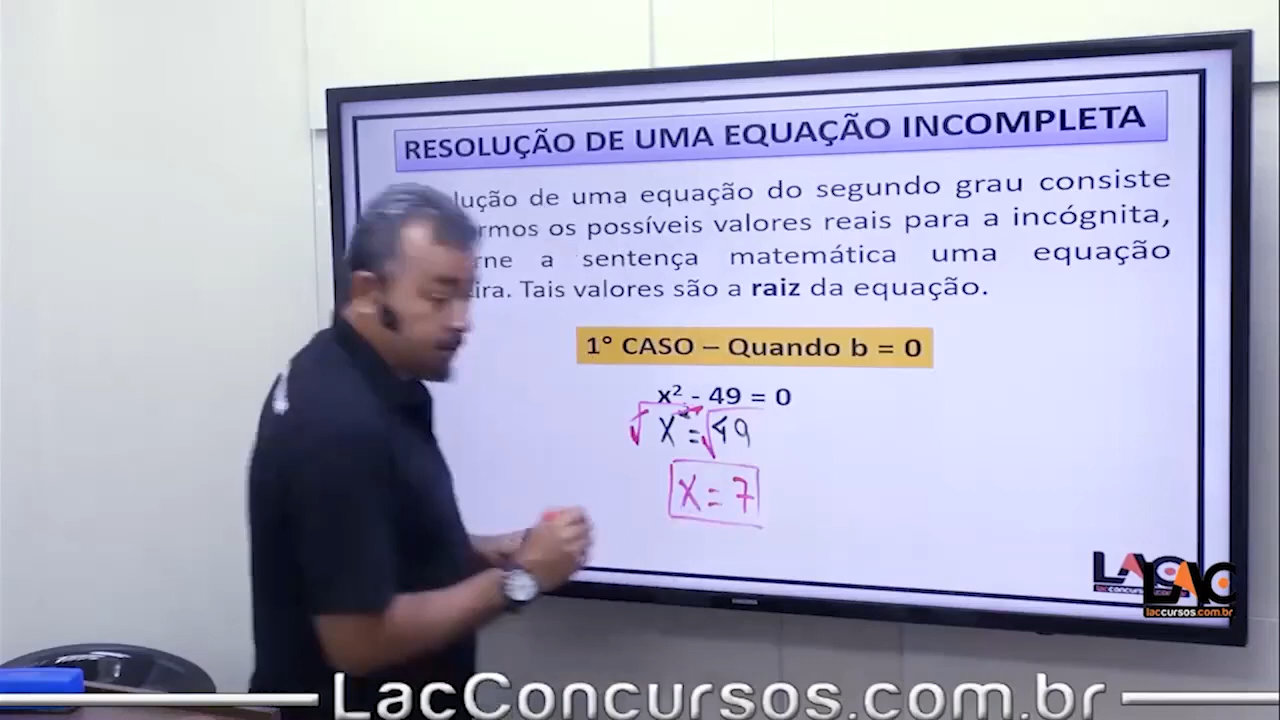 RESOLUÇÃO DE UMA EQUAÇÃO INCOMPLETA
lução de uma equação do segundo grau consiste
rmos os possíveis valores reais para a incógnita,
rne a sentença matemática uma equação
ira. Tais valores são a raiz da equação.
1° CASO – Quando b = 0
x² - 49 = 0
√x² = √49
x = 7
LAC
lacconcursos
LAC
laccursos.com.br
LacConcursos.com.br